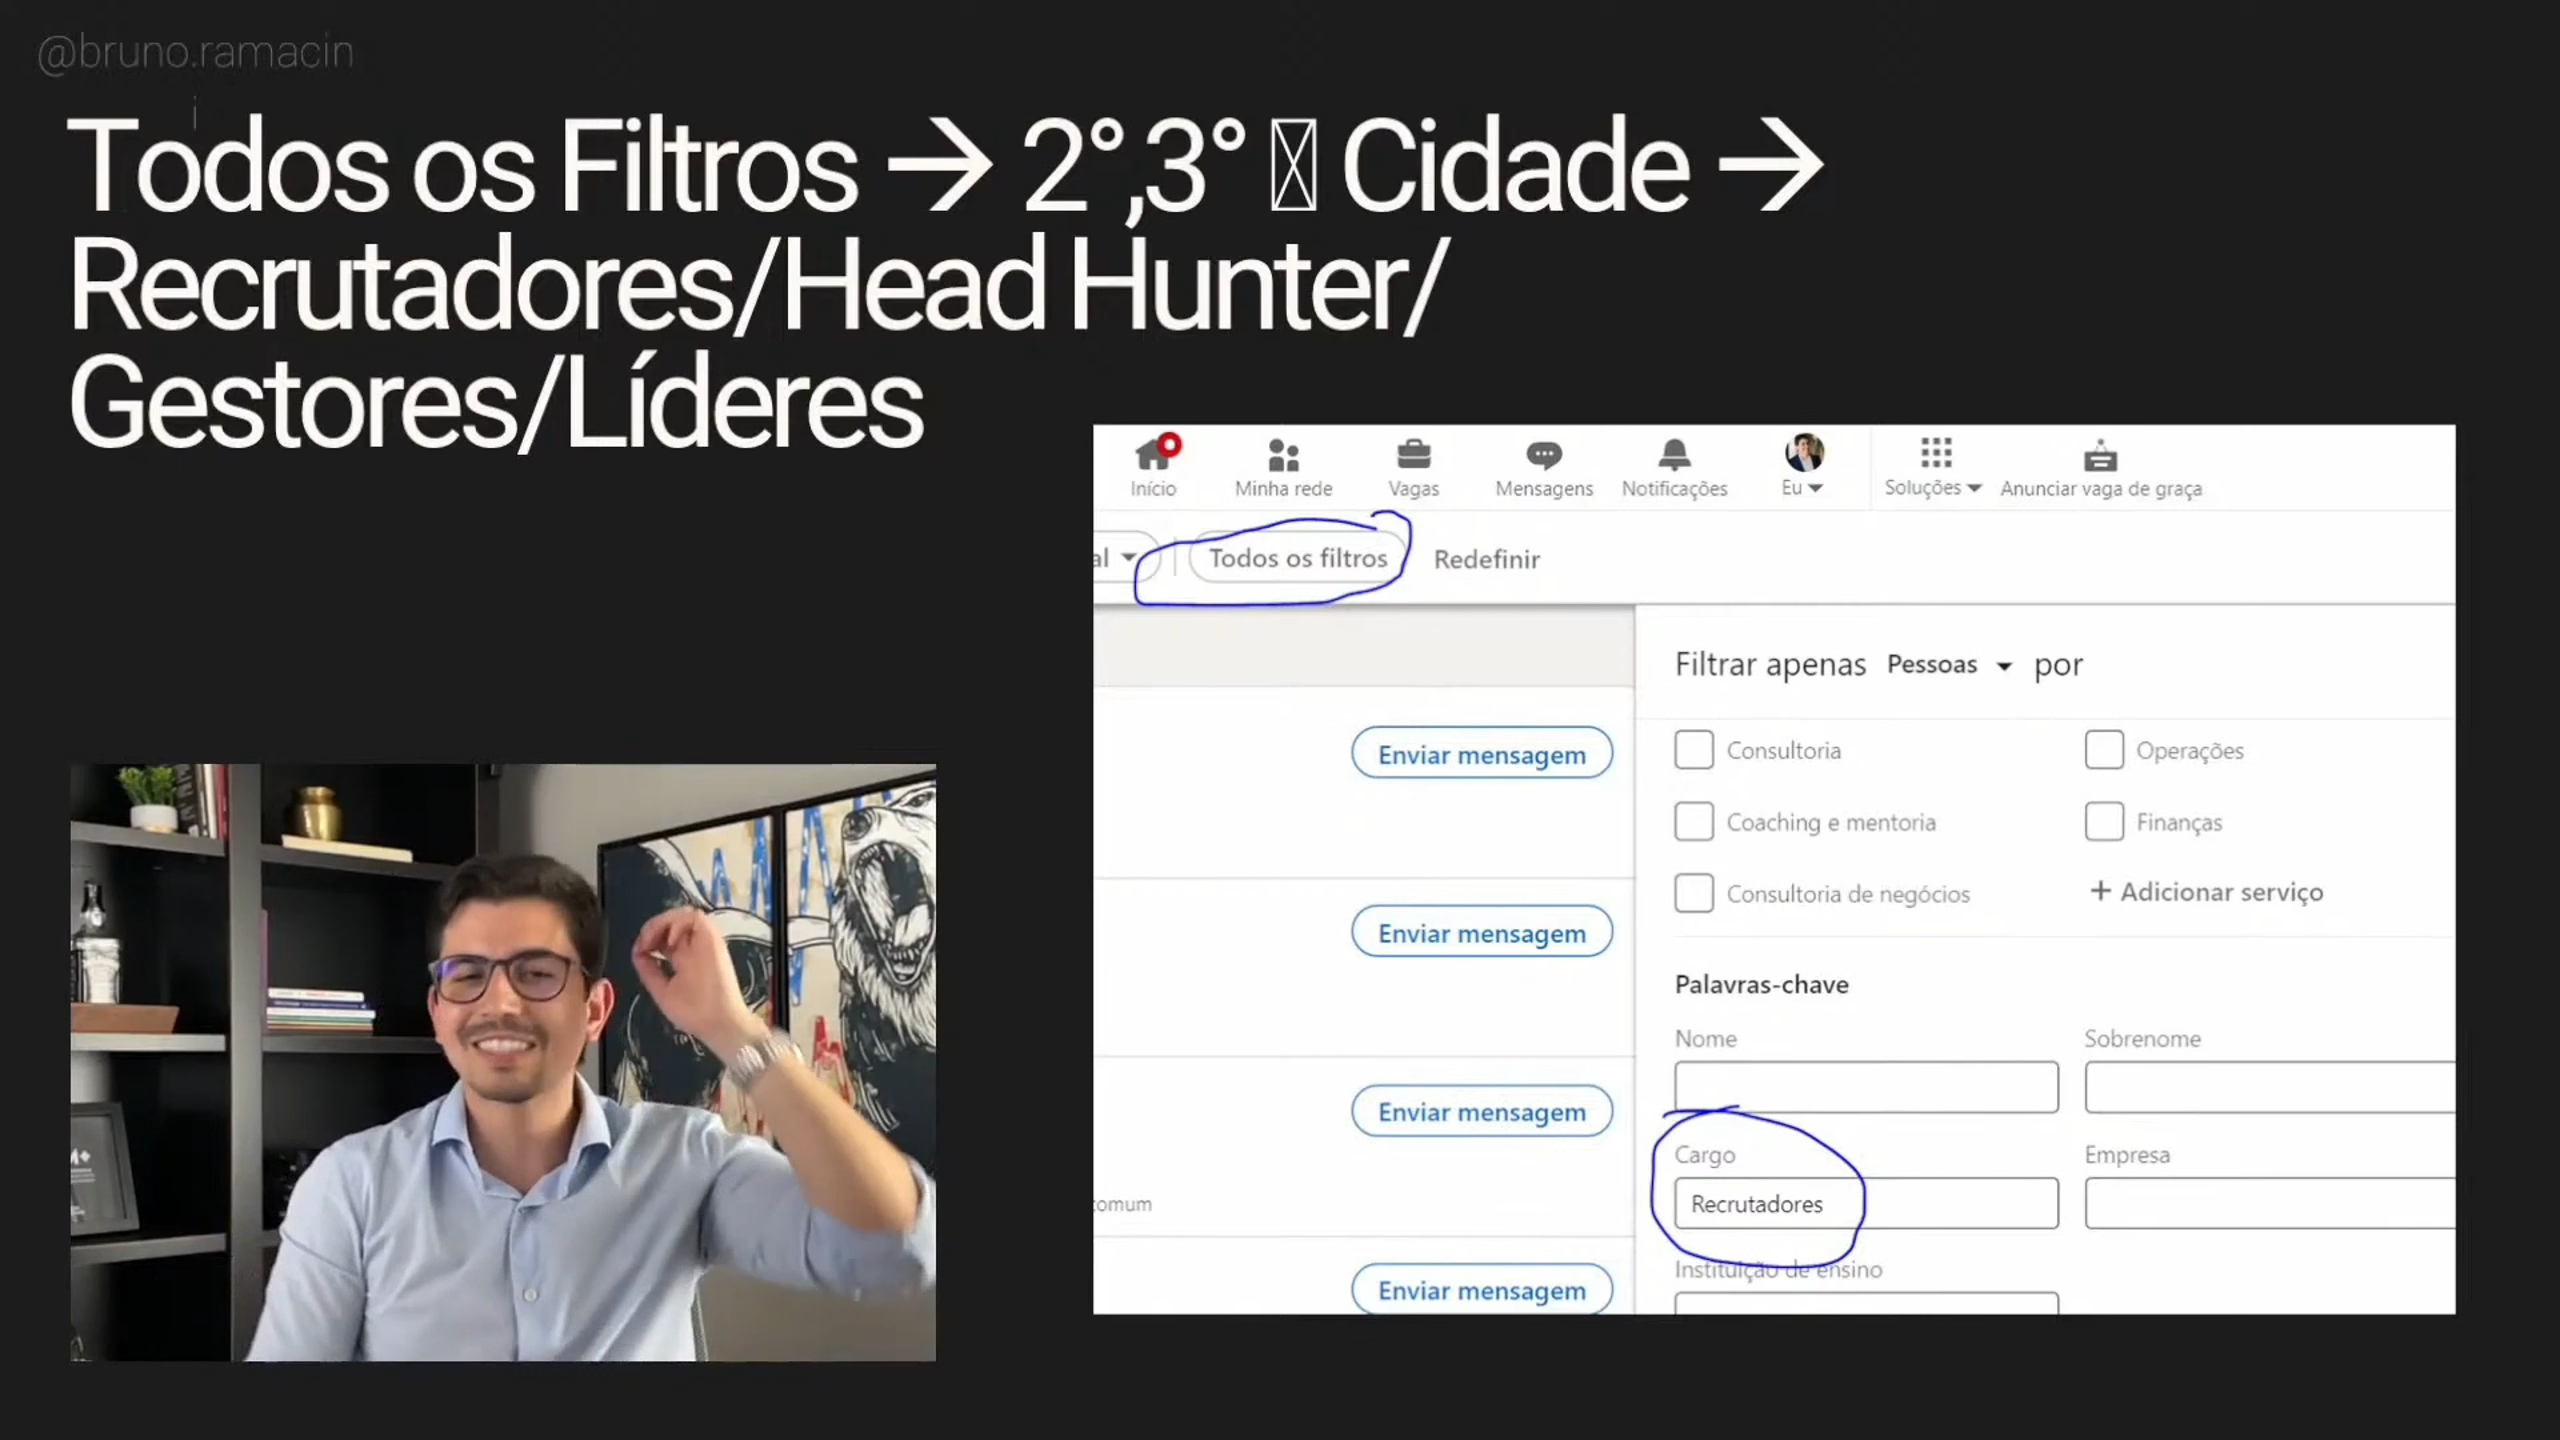 @bruno.ramacin
i
Todos os Filtros → 2°,3° Cidade →
Recrutadores/Head Hunter/
Gestores/Líderes
Início
Minha rede
Vagas
Mensagens
Notificações
Eu
Soluções
Anunciar vaga de graça
al
Todos os filtros
Redefinir
Filtrar apenas Pessoas por
Enviar mensagem
Consultoria
Operações
Coaching e mentoria
Finanças
Consultoria de negócios
+ Adicionar serviço
Enviar mensagem
Palavras-chave
Nome
Sobrenome
Enviar mensagem
Cargo
Empresa
Recrutadores
comum
Instituição de ensino
Enviar mensagem